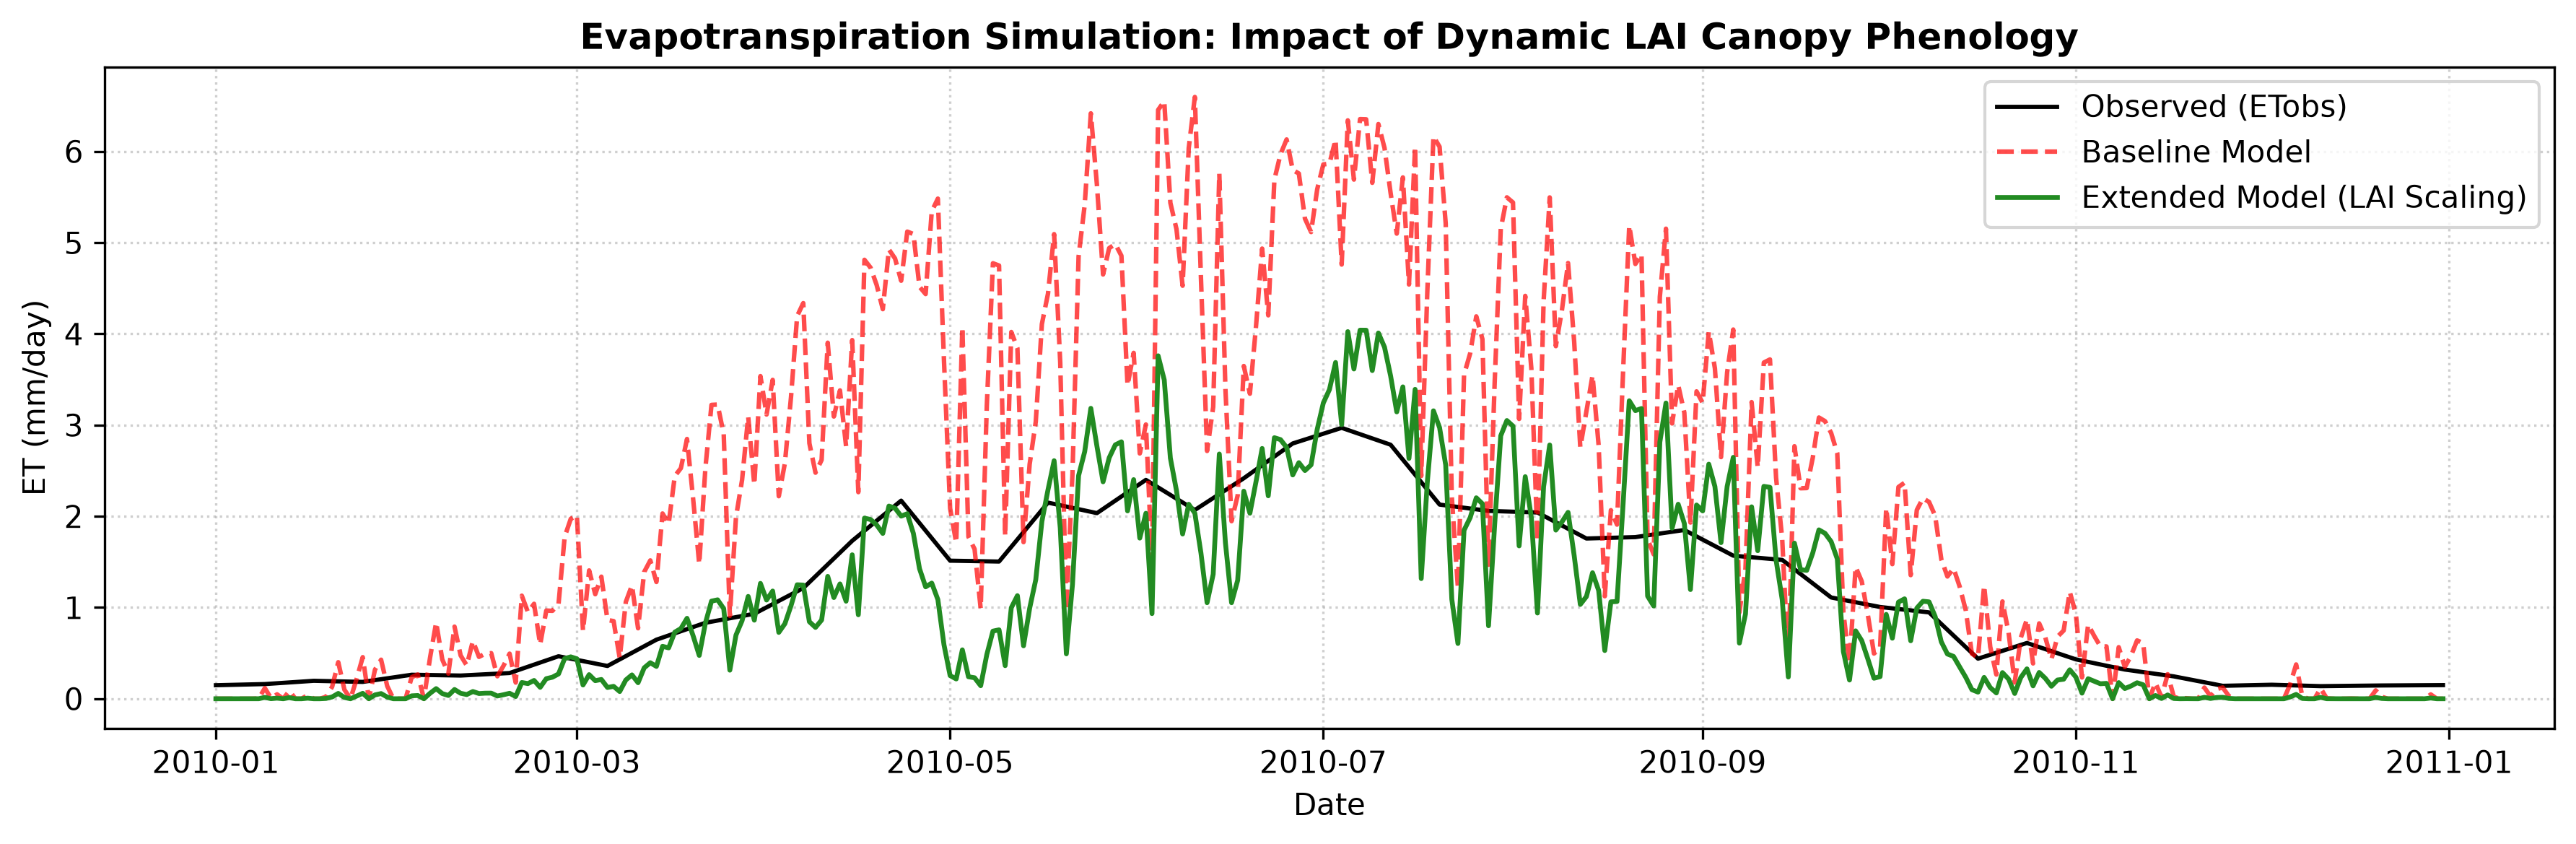 Evapotranspiration Simulation: Impact of Dynamic LAI Canopy Phenology
Observed (ETobs)
Baseline Model
Extended Model (LAI Scaling)
ET (mm/day)
6
5
4
3
2
1
0
2010-01
2010-03
2010-05
2010-07
2010-09
2010-11
2011-01
Date